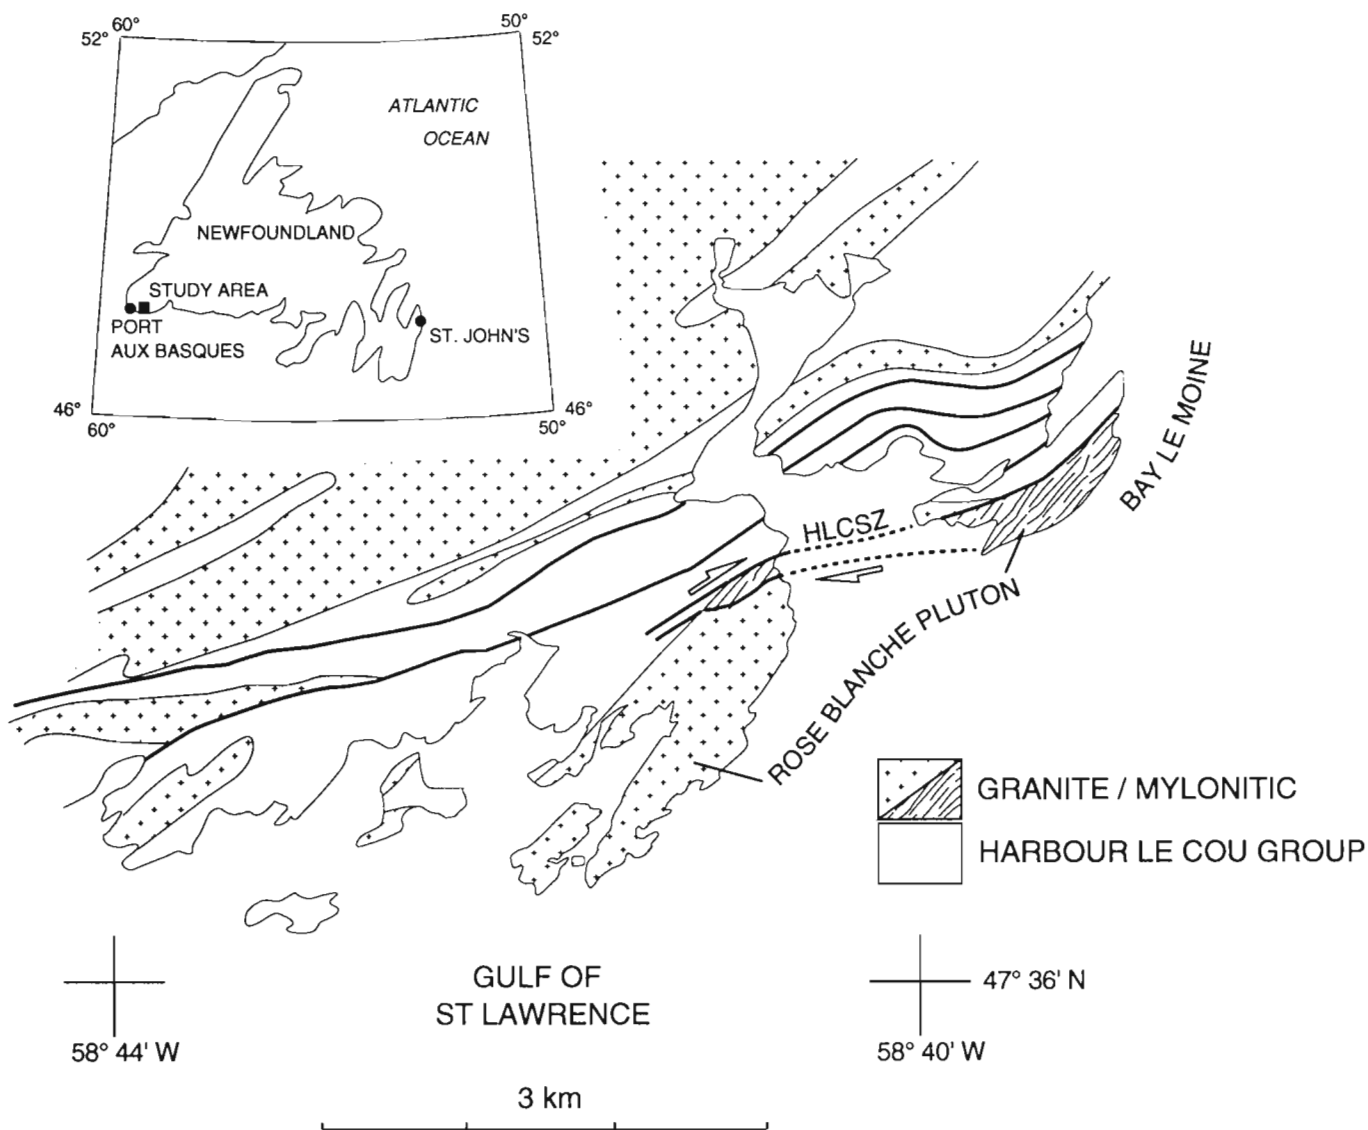 60°
50°
52°
52°
ATLANTIC
OCEAN
NEWFOUNDLAND
STUDY AREA
PORT
AUX BASQUES
ST. JOHN'S
46°
46°
60°
50°
BAY LE MOINE
HLCSZ
ROSE BLANCHE PLUTON
GRANITE / MYLONITIC
HARBOUR LE COU GROUP
GULF OF
ST LAWRENCE
47° 36' N
58° 44' W
58° 40' W
3 km